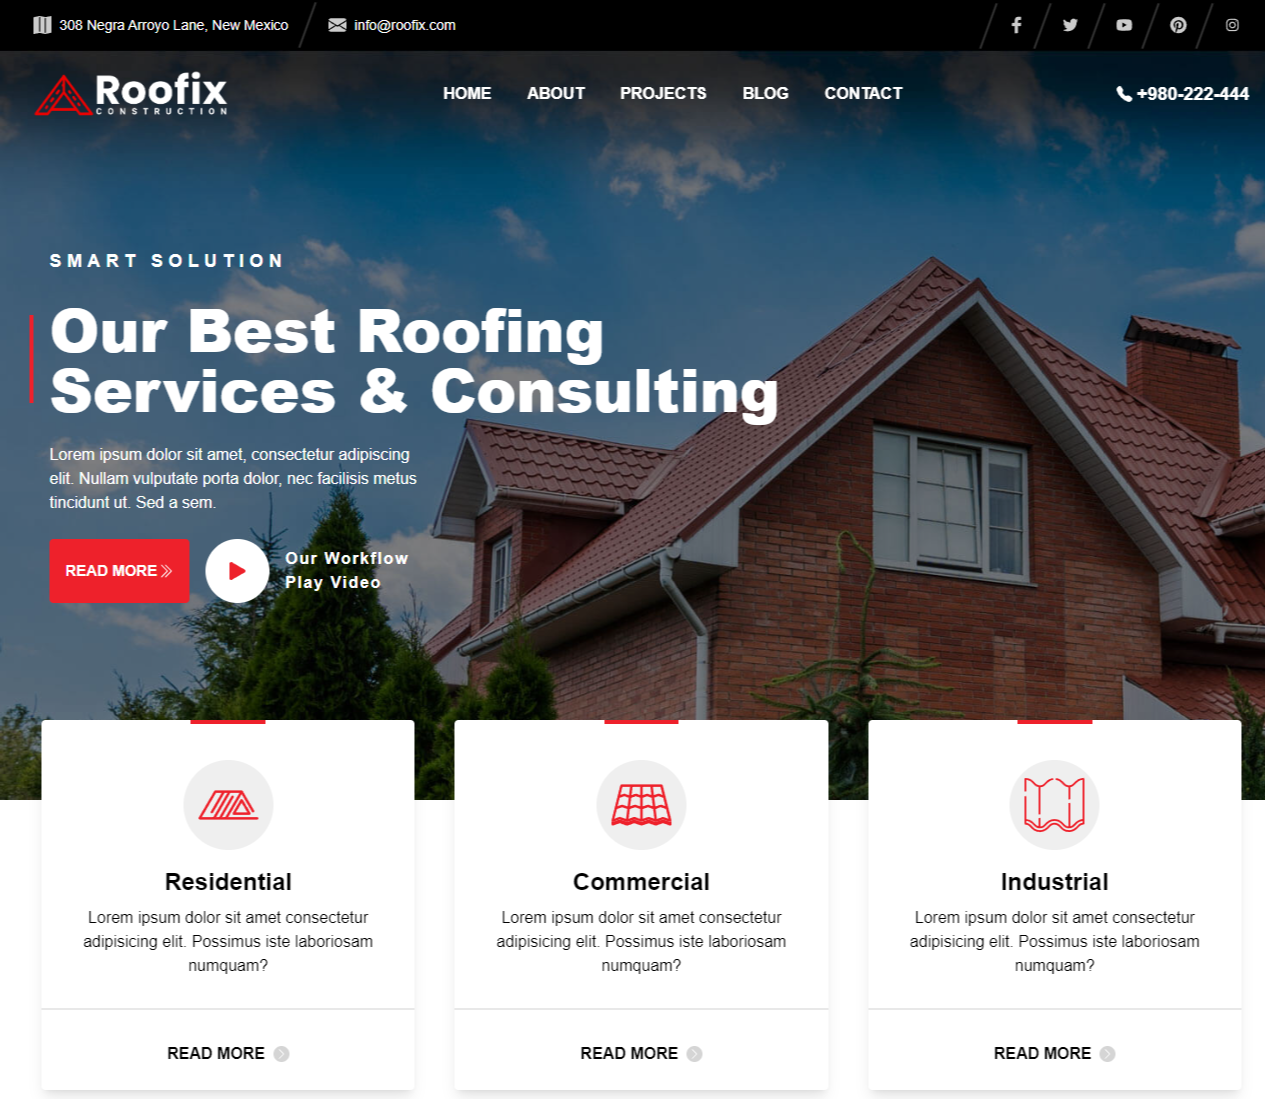 308 Negra Arroyo Lane, New Mexico
info@roofix.com
Roofix
CONSTRUCTION
HOME
ABOUT
PROJECTS
BLOG
CONTACT
+980-222-444
SMART SOLUTION
Our Best Roofing
Services & Consulting
Lorem ipsum dolor sit amet, consectetur adipiscing
elit. Nullam vulputate porta dolor, nec facilisis metus
tincidunt ut. Sed a sem.
READ MORE
Our Workflow
Play Video
Residential
Lorem ipsum dolor sit amet consectetur
adipisicing elit. Possimus iste laboriosam
numquam?
READ MORE
Commercial
Lorem ipsum dolor sit amet consectetur
adipisicing elit. Possimus iste laboriosam
numquam?
READ MORE
Industrial
Lorem ipsum dolor sit amet consectetur
adipisicing elit. Possimus iste laboriosam
numquam?
READ MORE